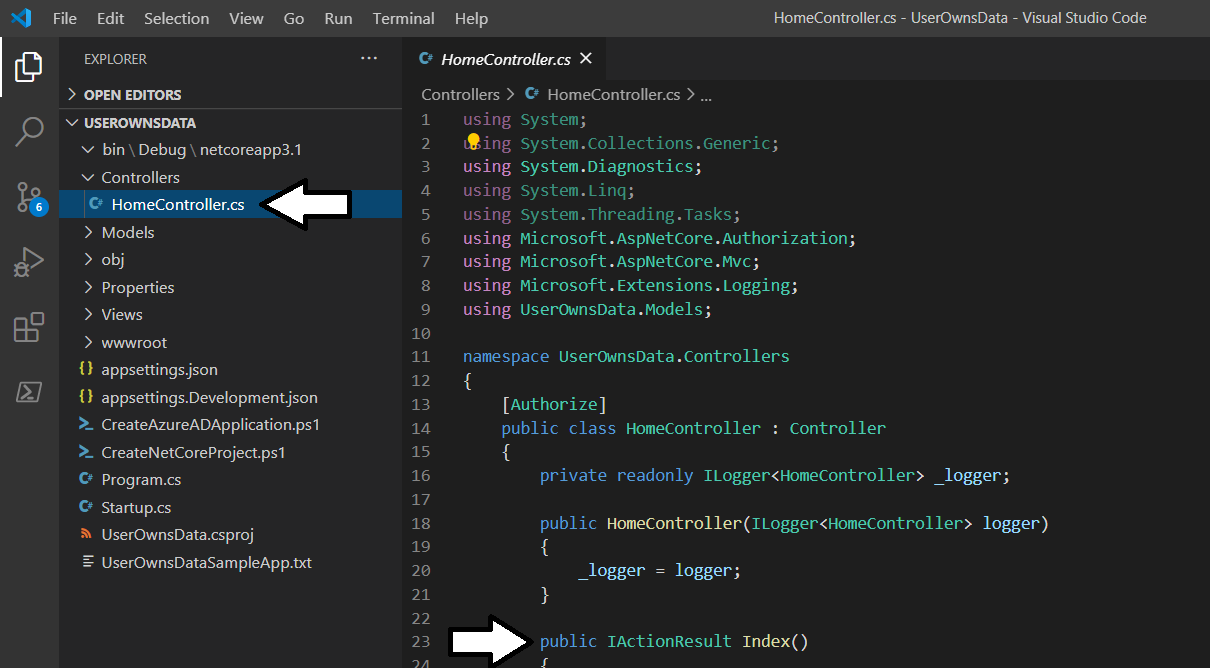 File Edit Selection View Go Run Terminal Help HomeController.cs - UserOwnsData - Visual Studio Code
EXPLORER ...
OPEN EDITORS
USEROWNSDATA
bin \ Debug \ netcoreapp3.1
Controllers
C# HomeController.cs
Models
obj
Properties
Views
wwwroot
{} appsettings.json
{} appsettings.Development.json
CreateAzureADApplication.ps1
CreateNetCoreProject.ps1
C# Program.cs
C# Startup.cs
UserOwnsData.csproj
UserOwnsDataSampleApp.txt
6
C# HomeController.cs ×
Controllers > C# HomeController.cs > ...
1 using System;
2 using System.Collections.Generic;
3 using System.Diagnostics;
4 using System.Linq;
5 using System.Threading.Tasks;
6 using Microsoft.AspNetCore.Authorization;
7 using Microsoft.AspNetCore.Mvc;
8 using Microsoft.Extensions.Logging;
9 using UserOwnsData.Models;
10
11 namespace UserOwnsData.Controllers
12 {
13 [Authorize]
14 public class HomeController : Controller
15 {
16 private readonly ILogger<HomeController> _logger;
17
18 public HomeController(ILogger<HomeController> logger)
19 {
20 _logger = logger;
21 }
22
23 public IActionResult Index()
24 {